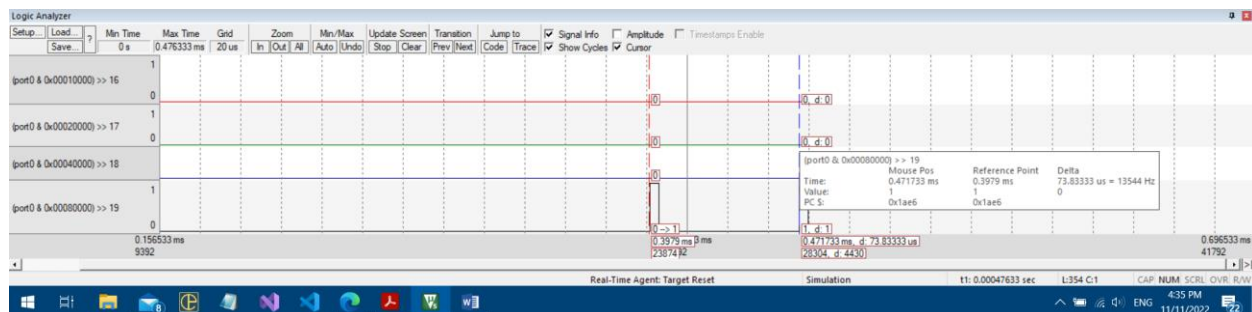 Logic Analyzer
Setup... Load... ? Min Time Max Time Grid Zoom Min/Max Update Screen Transition Jump to Signal Info Amplitude Timestamps Enable
Save... 0 s 0.476333 ms 20 us In Out All Auto Undo Stop Clear Prev Next Code Trace Show Cycles Cursor
1
(port0 & 0x00010000) >> 16
0 0 0, d: 0
1
(port0 & 0x00020000) >> 17
0 0 0, d: 0
(port0 & 0x00040000) >> 18
0
(port0 & 0x00080000) >> 19
Mouse Pos Reference Point Delta
Time: 0.471733 ms 0.3979 ms 73.83333 us = 13544 Hz
Value: 1 1 0
PC $: 0x1ae6 0x1ae6
1
(port0 & 0x00080000) >> 19
0 0 --> 1 1, d: 1
0.156533 ms 0.3979 ms 3 ms 0.471733 ms, d: 73.83333 us 0.696533 ms
9392 23874 28304, d: 4430 41792
Real-Time Agent: Target Reset Simulation t1: 0.00047633 sec L:354 C:1 CAP NUM SCRL OVR R/W
8 ENG 4:35 PM
11/11/2022 22